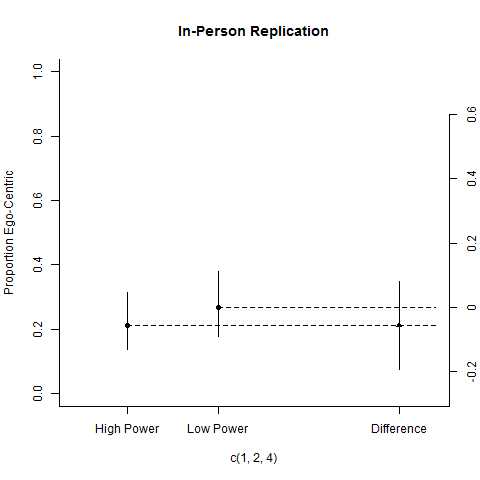 In-Person Replication
Proportion Ego-Centric
1.0
0.8
0.6
0.4
0.2
0.0
0.6
0.4
0.2
0
-0.2
High Power Low Power Difference
c(1, 2, 4)